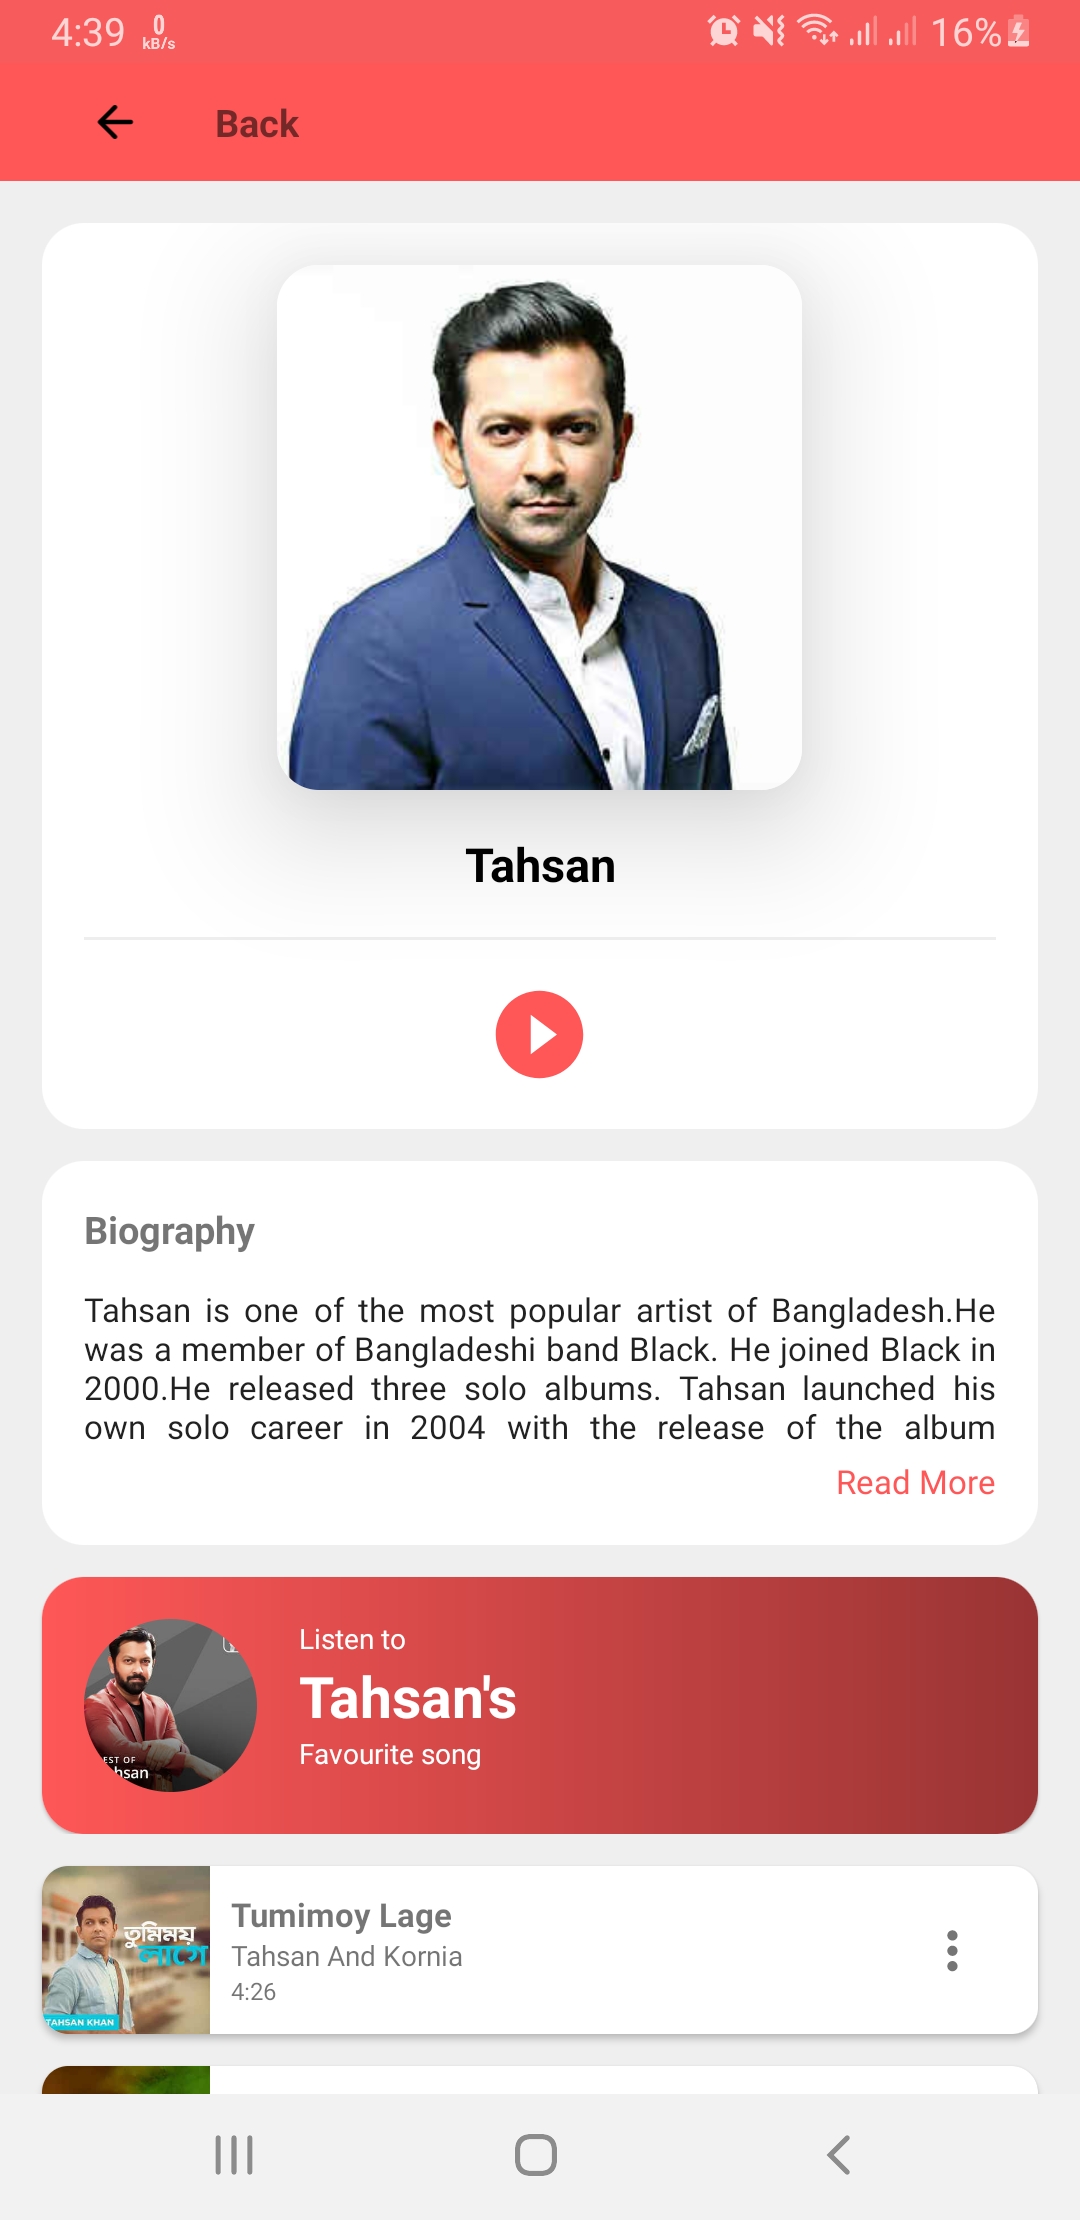 4:39
0
kB/s
16%
Back
Tahsan
Biography
Tahsan is one of the most popular artist of Bangladesh.He
was a member of Bangladeshi band Black. He joined Black in
2000.He released three solo albums. Tahsan launched his
own solo career in 2004 with the release of the album
Read More
EST OF
hsan
Listen to
Tahsan's
Favourite song
তুমিময়
লাগে
TAHSAN KHAN
Tumimoy Lage
Tahsan And Kornia
4:26